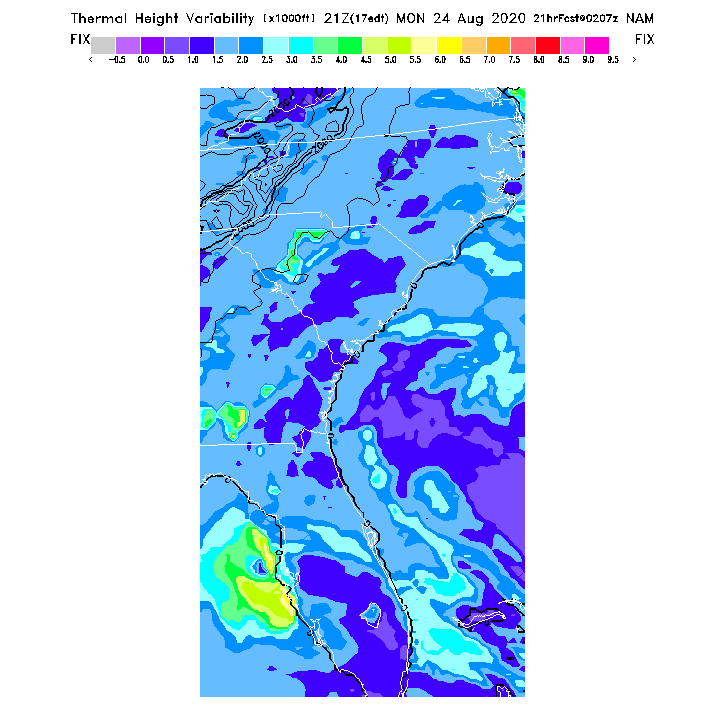 Thermal Height Variability [x1000ft] 21Z(17edt) MON 24 Aug 2020 21hrFcst@0207z NAM
FIX FIX
< -0.5 0.0 0.5 1.0 1.5 2.0 2.5 3.0 3.5 4.0 4.5 5.0 5.5 6.0 6.5 7.0 7.5 8.0 8.5 9.0 9.5 >